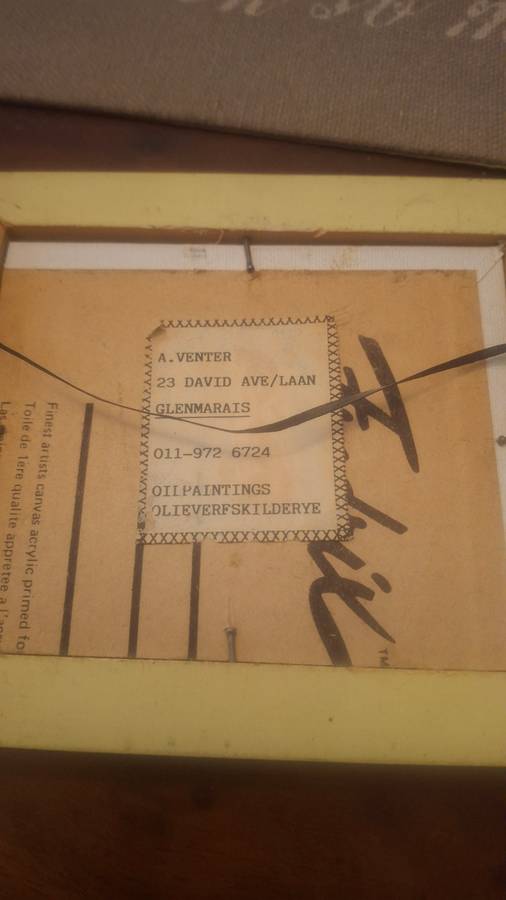 A.VENTER
23 DAVID AVE/LAAN
GLENMARAIS
011-972 6724
OILPAINTINGS
OLIEVERFSKILDERYE
Finest artists canvas acrylic primed fo
Toile de 1ere qualite appretee a l'
TM